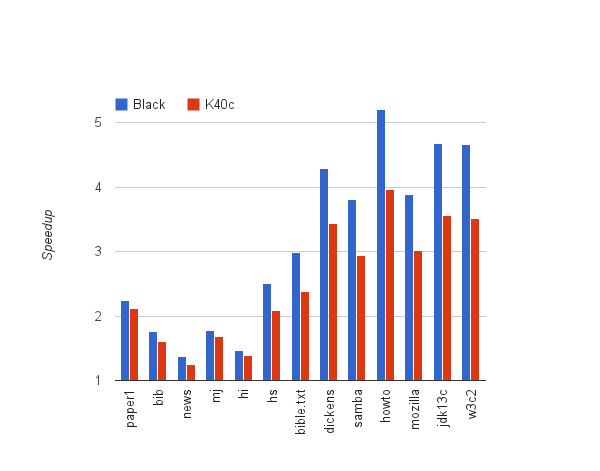 Black K40c
Speedup
5
4
3
2
1
paper1
bib
news
mj
hi
hs
bible.txt
dickens
samba
howto
mozilla
jdk13c
w3c2